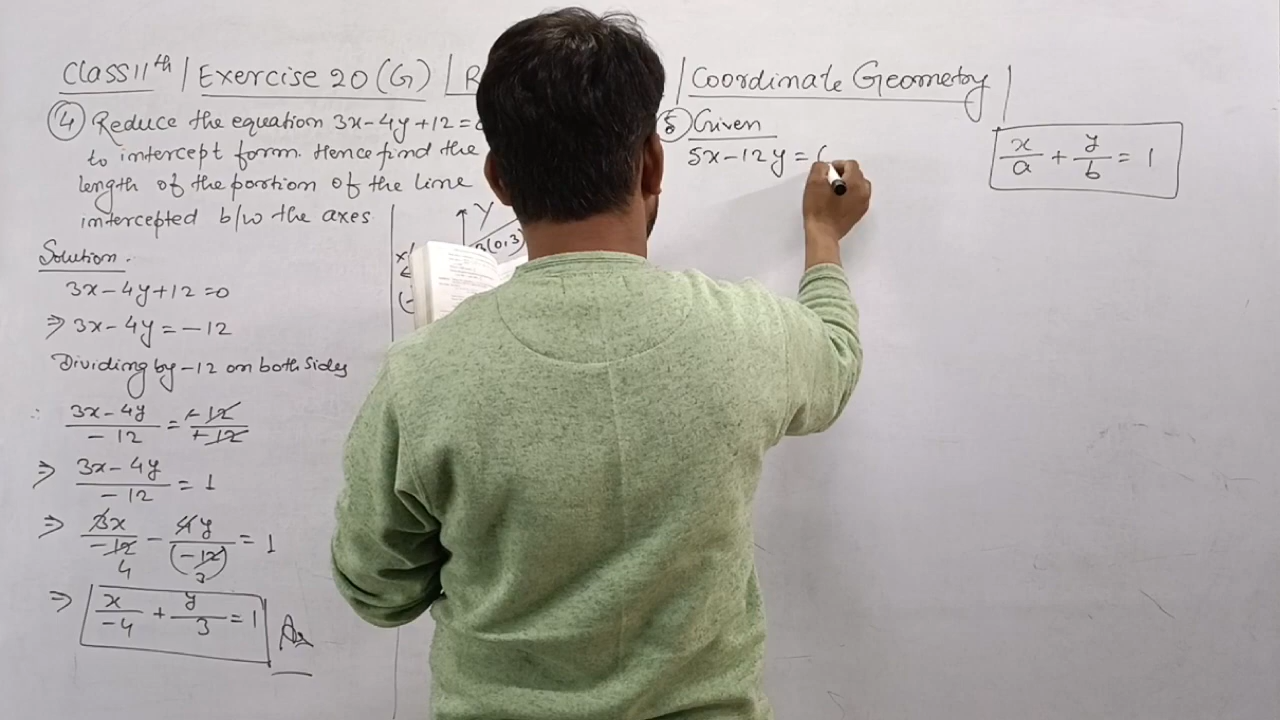 Class 11th | Exercise 20 (G) | R | Coordinate Geometry |
④ Reduce the equation 3x-4y+12=
to intercept form. Hence find the
length of the portion of the line
intercepted b/w the axes
Solution.
3x-4y+12=0
⇒ 3x-4y=-12
Dividing by -12 on both sides
∴ (3x-4y)/(-12) = (-12)/(-12)
⇒ (3x-4y)/(-12) = 1
⇒ 3x/(-12) - 4y/(-12) = 1
4 3
⇒ x/(-4) + y/3 = 1 Ans
Y
B(0,3)
X'
(-
⑤ Given
5x-12y=6
x/a + y/b = 1